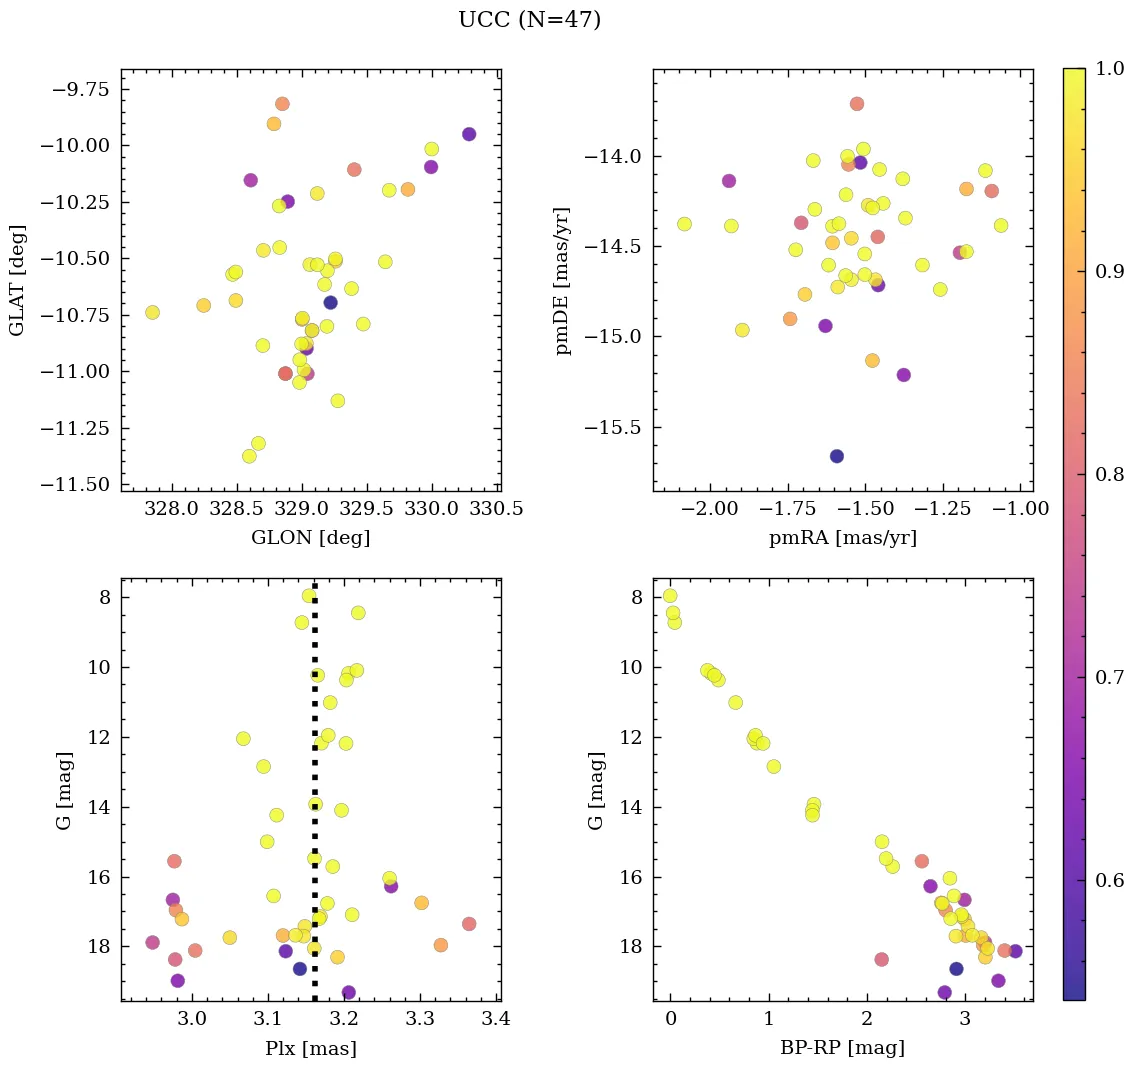 UCC (N=47)
−9.75
−10.00
−10.25
−10.50
−10.75
−11.00
−11.25
−11.50
GLAT [deg]
328.0 328.5 329.0 329.5 330.0 330.5
GLON [deg]
−14.0
−14.5
−15.0
−15.5
pmDE [mas/yr]
−2.00 −1.75 −1.50 −1.25 −1.00
pmRA [mas/yr]
8
10
12
14
16
18
G [mag]
3.0 3.1 3.2 3.3 3.4
Plx [mas]
8
10
12
14
16
18
G [mag]
0 1 2 3
BP-RP [mag]
1.0
0.9
0.8
0.7
0.6